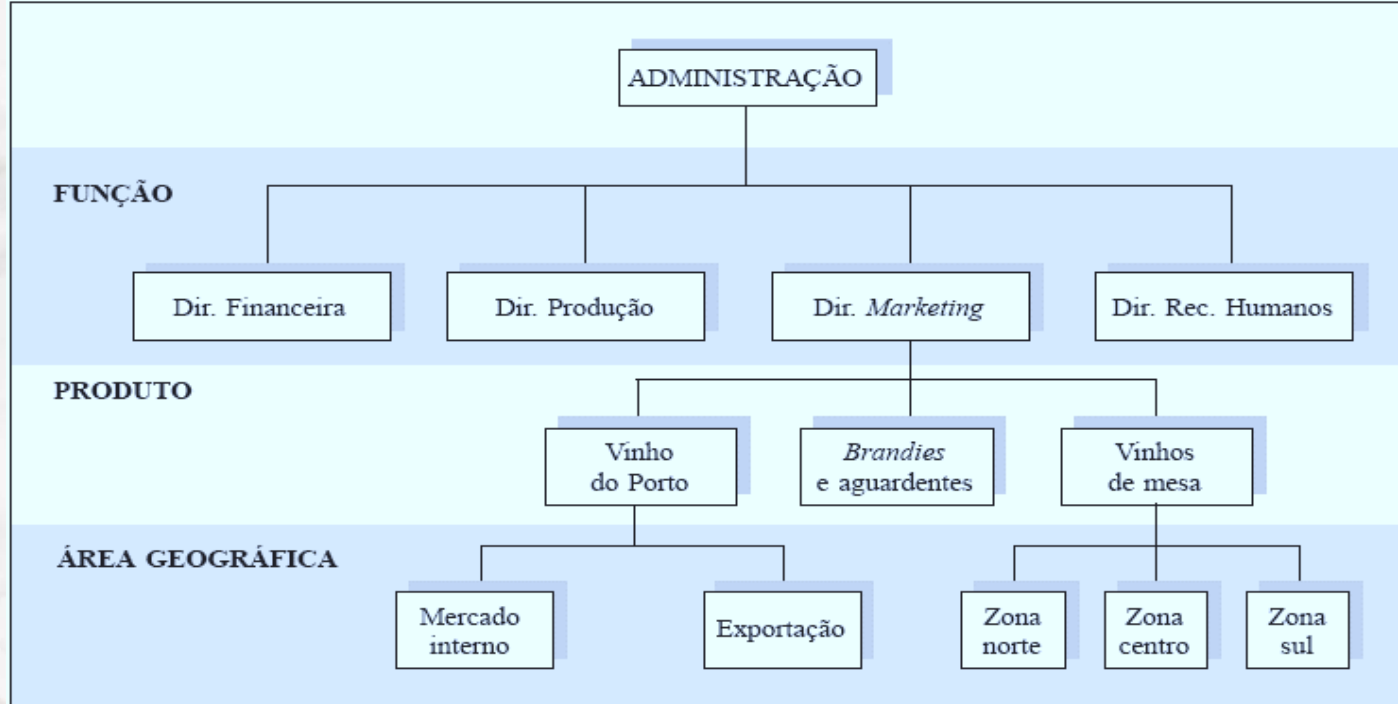 ADMINISTRAÇÃO
FUNÇÃO
Dir. Financeira
Dir. Produção
Dir. Marketing
Dir. Rec. Humanos
PRODUTO
Vinho
do Porto
Brandies
e aguardentes
Vinhos
de mesa
ÁREA GEOGRÁFICA
Mercado
interno
Exportação
Zona
norte
Zona
centro
Zona
sul